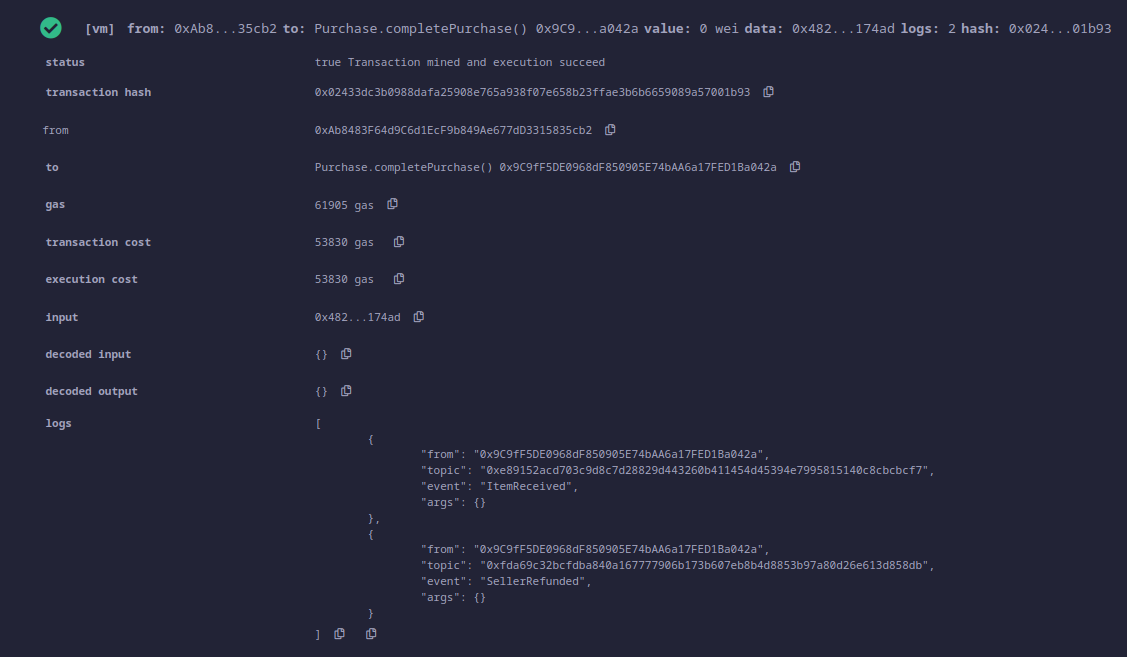 [vm] from: 0xAb8...35cb2 to: Purchase.completePurchase() 0x9C9...a042a value: 0 wei data: 0x482...174ad logs: 2 hash: 0x024...01b93
status true Transaction mined and execution succeed
transaction hash 0x02433dc3b0988dafa25908e765a938f07e658b23ffae3b6b6659089a57001b93
from 0xAb8483F64d9C6d1EcF9b849Ae677dD3315835cb2
to Purchase.completePurchase() 0x9C9fF5DE0968dF850905E74bAA6a17FED1Ba042a
gas 61905 gas
transaction cost 53830 gas
execution cost 53830 gas
input 0x482...174ad
decoded input {}
decoded output {}
logs [
{
"from": "0x9C9fF5DE0968dF850905E74bAA6a17FED1Ba042a",
"topic": "0xe89152acd703c9d8c7d28829d443260b411454d45394e7995815140c8cbcbcf7",
"event": "ItemReceived",
"args": {}
},
{
"from": "0x9C9fF5DE0968dF850905E74bAA6a17FED1Ba042a",
"topic": "0xfda69c32bcfdba840a167777906b173b607eb8b4d8853b97a80d26e613d858db",
"event": "SellerRefunded",
"args": {}
}
]